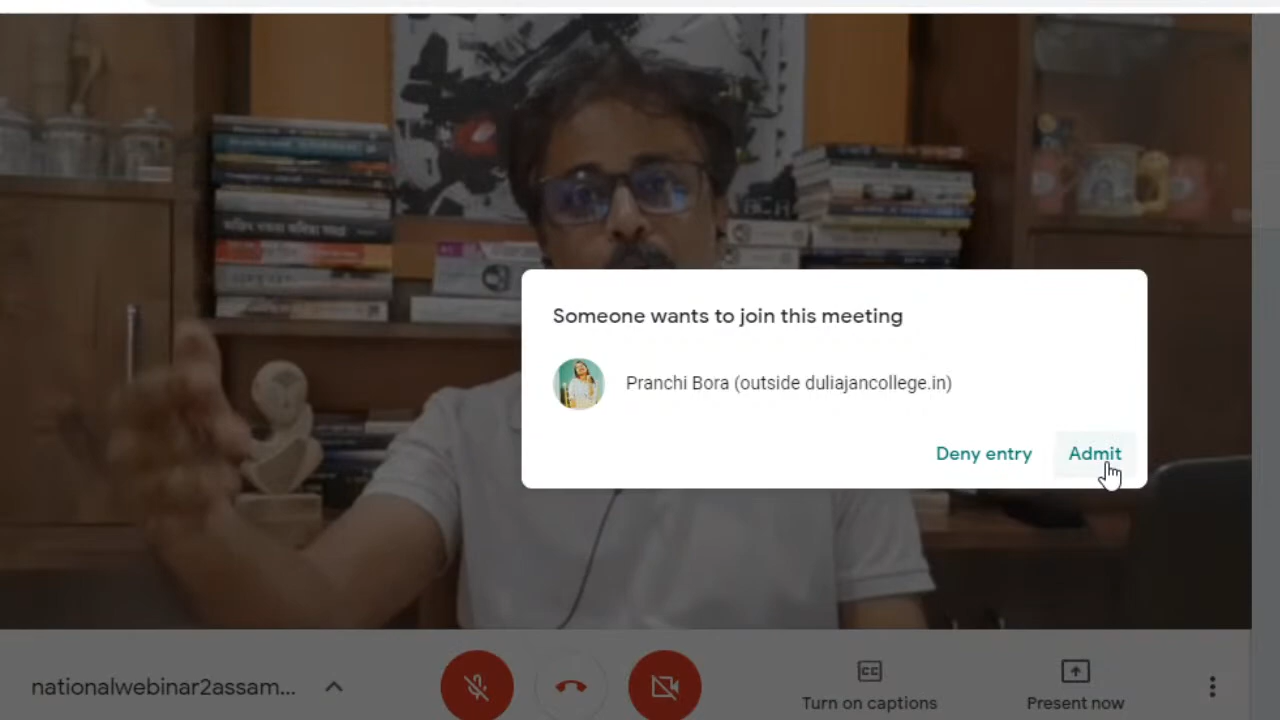 Someone wants to join this meeting
Pranchi Bora (outside duliajancollege.in)
Deny entry
Admit
nationalwebinar2assam...
Turn on captions
Present now